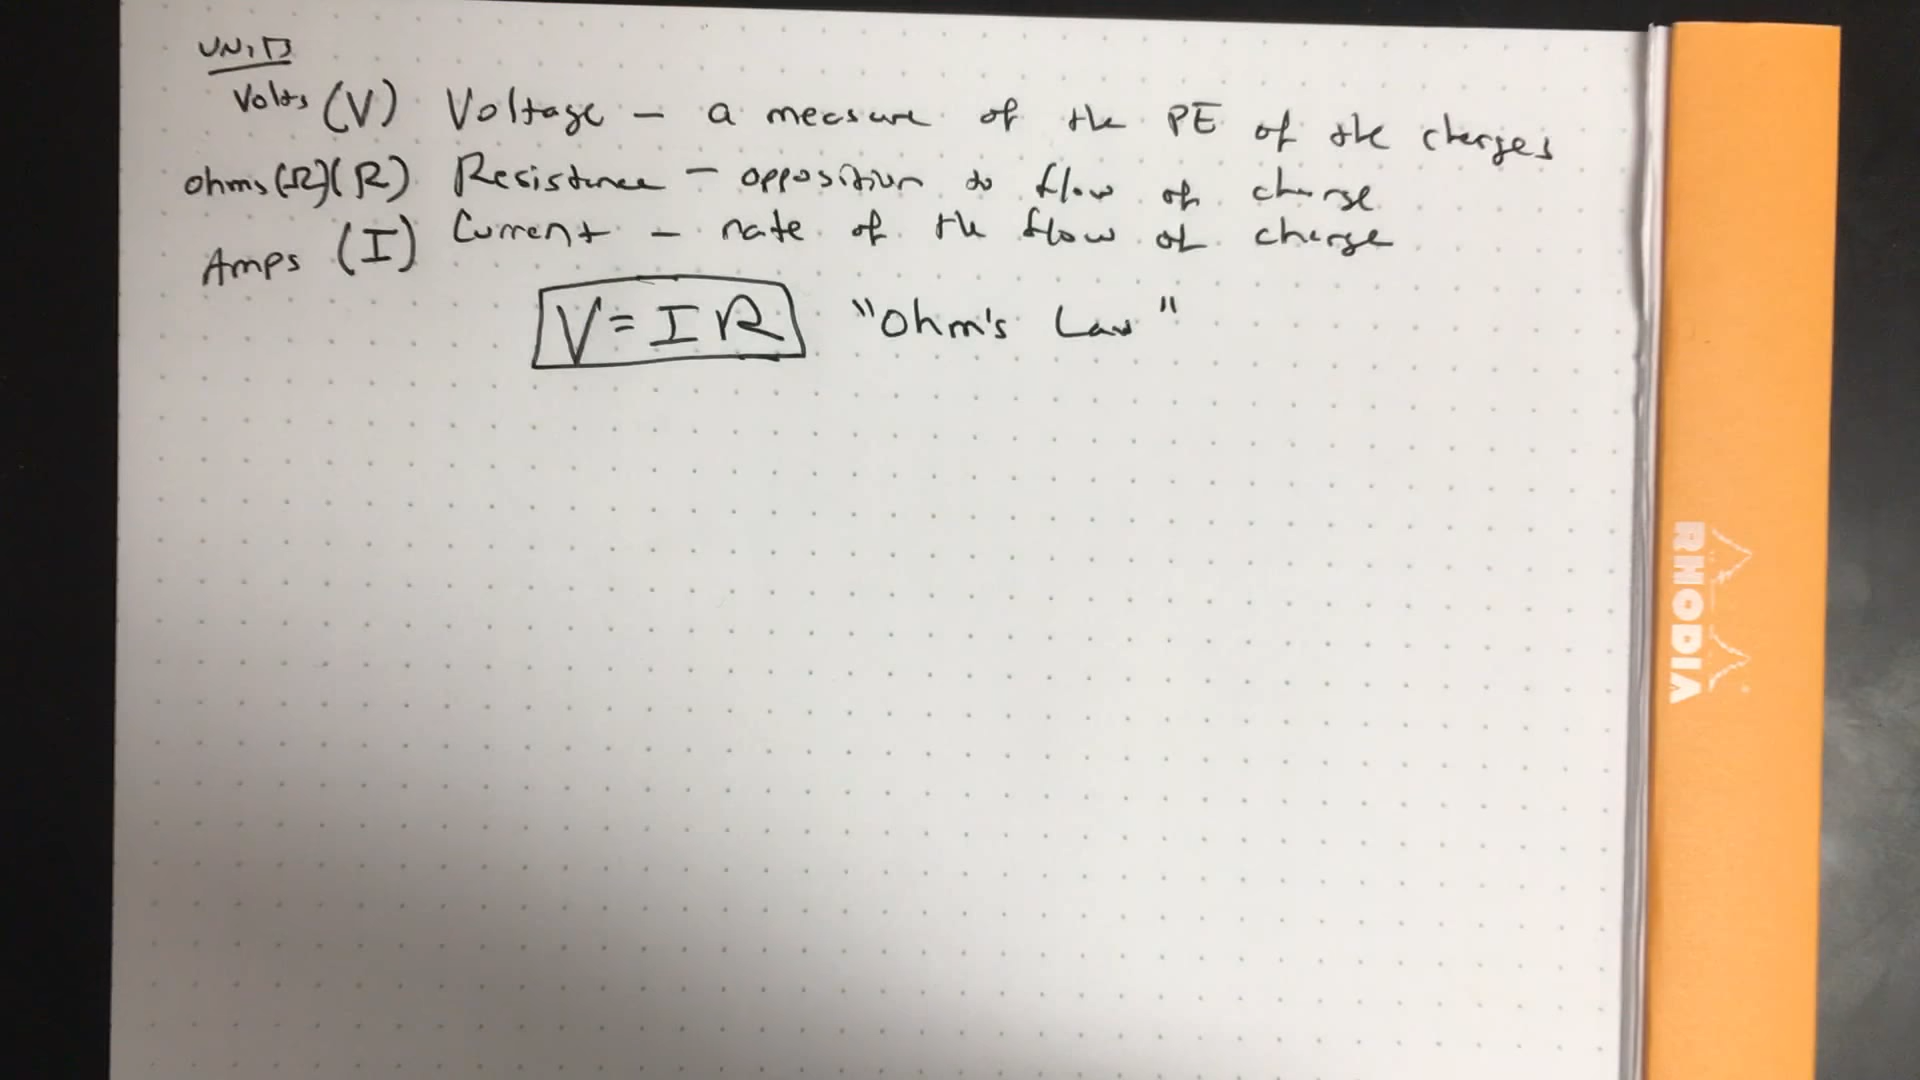 UNITS
Volts (V) Voltage — a measure of the PE of the charges
ohms (Ω) (R) Resistance — opposition to flow of charge
Amps (I) Current — rate of the flow of charge
V = I R "Ohm's Law"
RHODIA